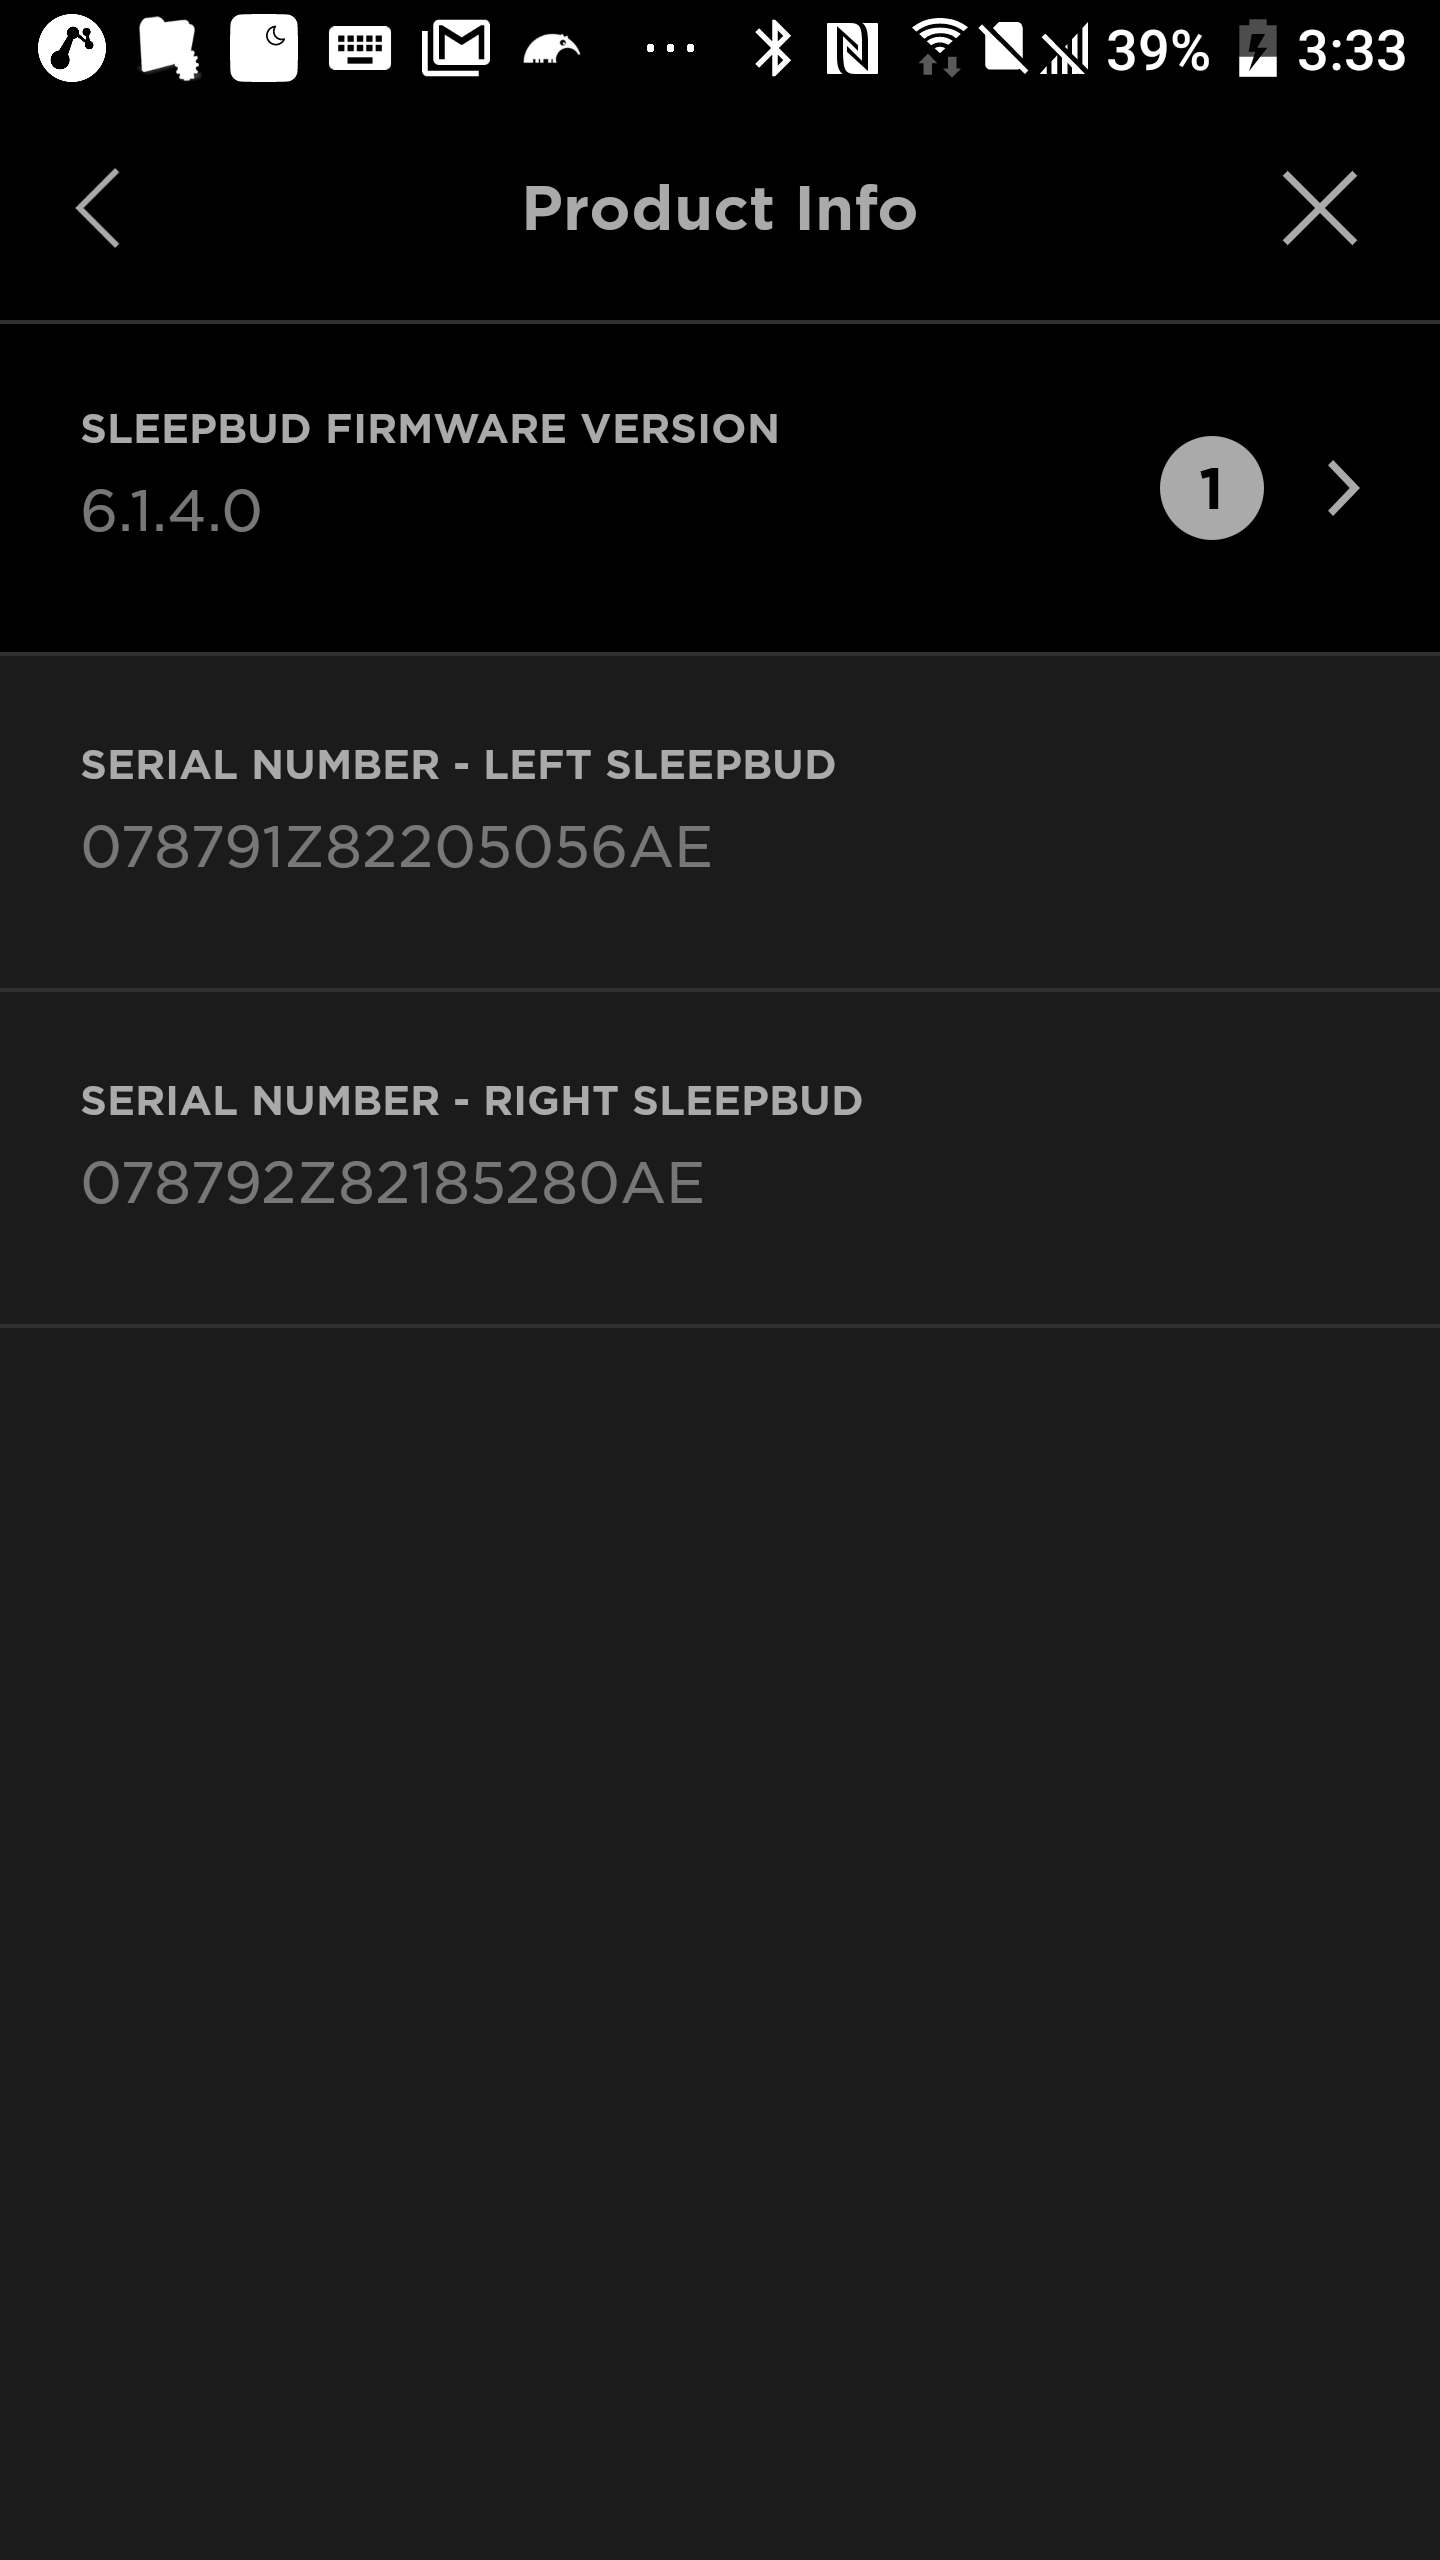 39% 3:33
Product Info
SLEEPBUD FIRMWARE VERSION
6.1.4.0
1
SERIAL NUMBER - LEFT SLEEPBUD
078791Z82205056AE
SERIAL NUMBER - RIGHT SLEEPBUD
078792Z82185280AE